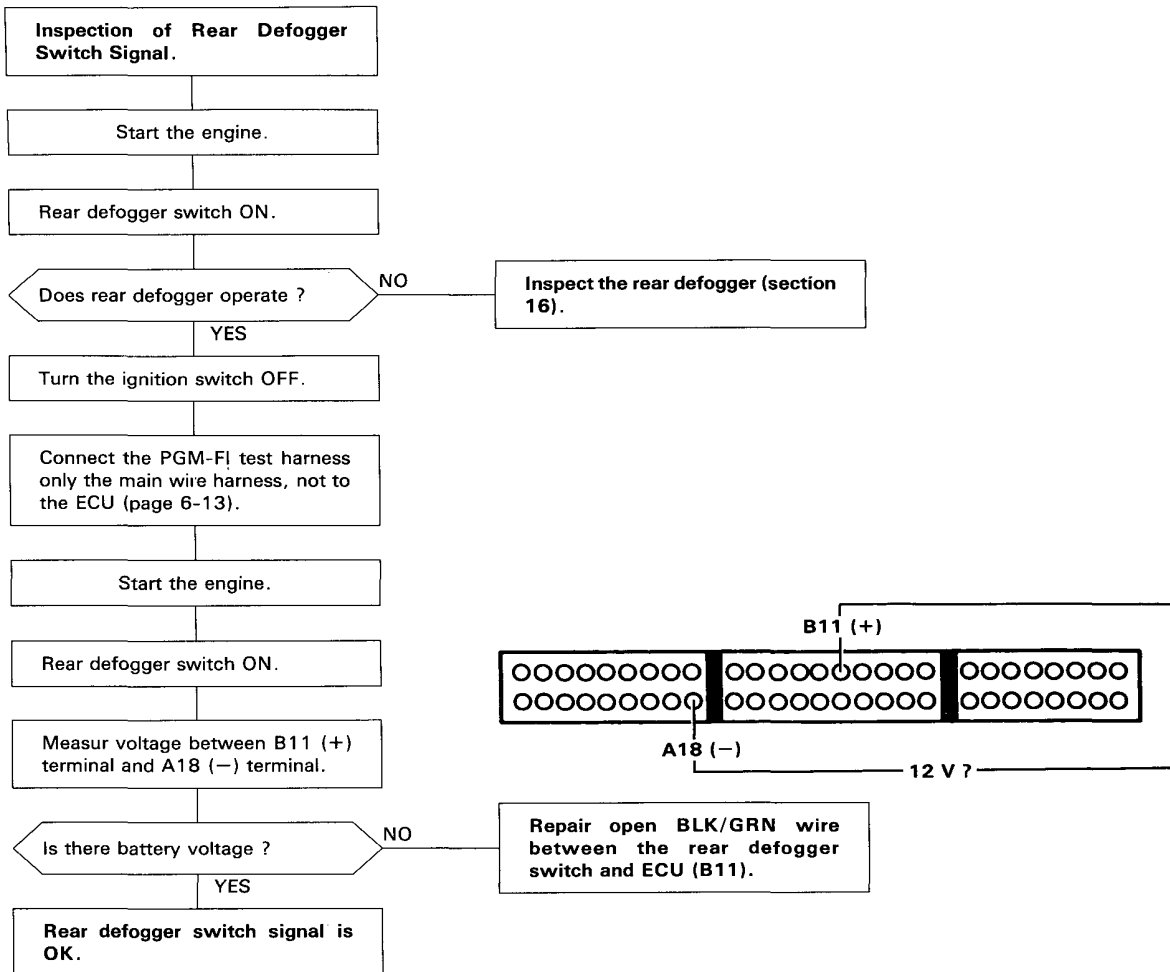 Inspection of Rear Defogger
Switch Signal.
Start the engine.
Rear defogger switch ON.
Does rear defogger operate ?
NO
Inspect the rear defogger (section
16).
YES
Turn the ignition switch OFF.
Connect the PGM-FI test harness
only the main wire harness, not to
the ECU (page 6-13).
Start the engine.
Rear defogger switch ON.
Measur voltage between B11 (+)
terminal and A18 (−) terminal.
B11 (+)
A18 (−)
12 V ?
Is there battery voltage ?
NO
Repair open BLK/GRN wire
between the rear defogger
switch and ECU (B11).
YES
Rear defogger switch signal is
OK.